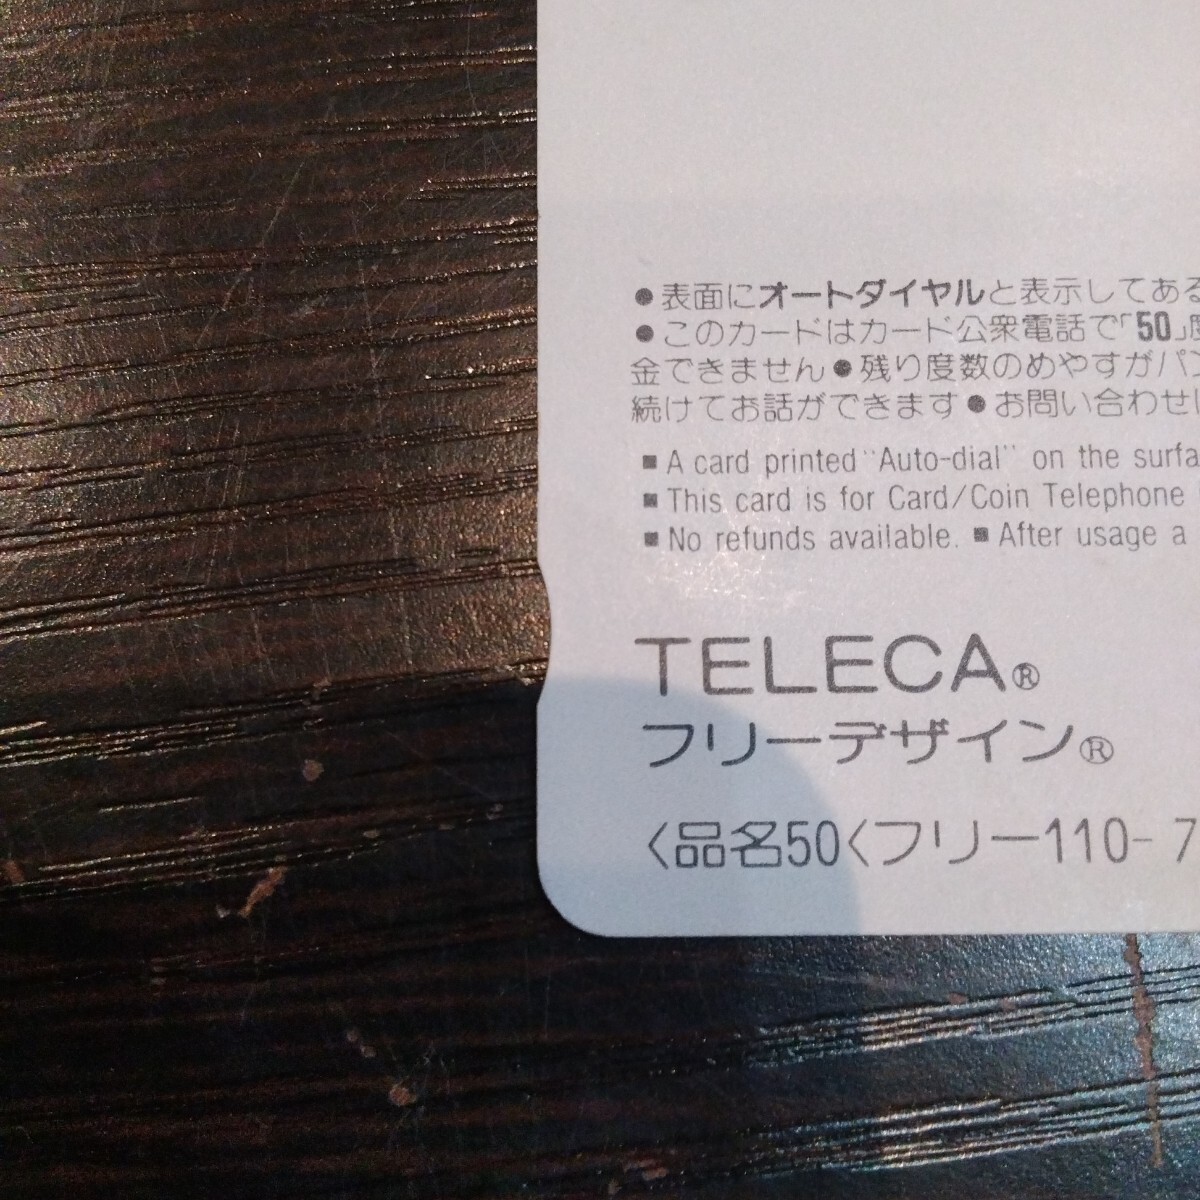 ●表面にオートダイヤルと表示してある
●このカードはカード公衆電話で「50」度
金できません●残り度数のめやすがパン
続けてお話ができます●お問い合わせは
■A card printed "Auto-dial" on the surfa
■This card is for Card/Coin Telephone
■No refunds available. ■After usage a
TELECA®
フリーデザイン®
〈品名50〈フリー110-7